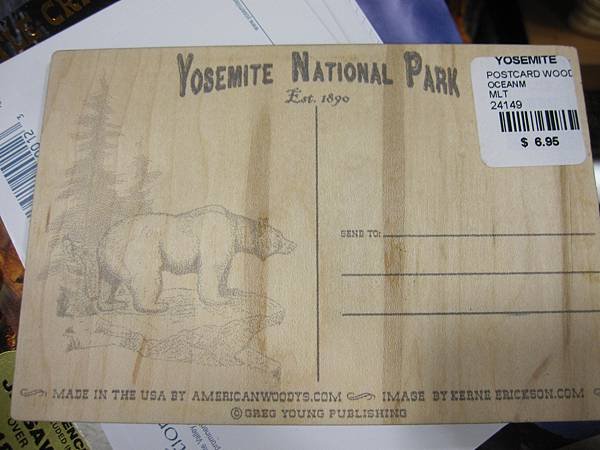 YOSEMITE NATIONAL PARK
Est. 1890
YOSEMITE
POSTCARD WOOD
OCEANM
MLT
24149
$ 6.95
SEND TO:
MADE IN THE USA BY AMERICANWOODYS.COM IMAGE BY KERNE ERICKSON.COM
© GREG YOUNG PUBLISHING